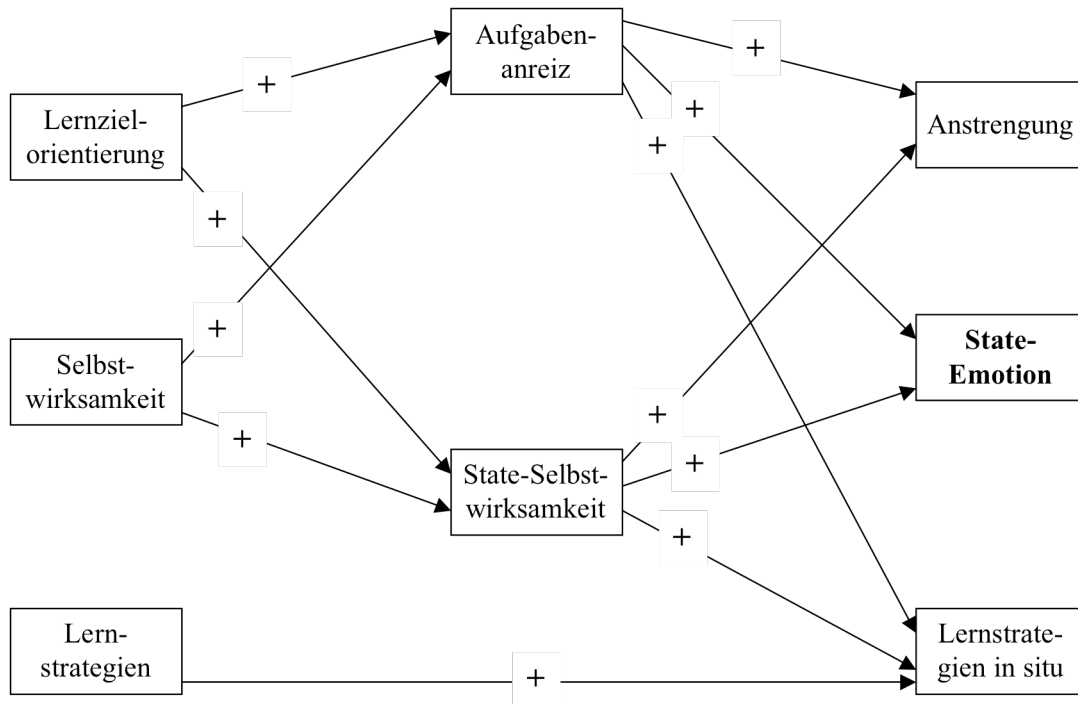 Aufgaben-
anreiz
+
+
Lernziel-
orientierung
+
+
Anstrengung
+
+
Selbst-
wirksamkeit
+
State-
Emotion
+
+
State-Selbst-
wirksamkeit
+
+
Lern-
strategien
+
Lernstrate-
gien in situ